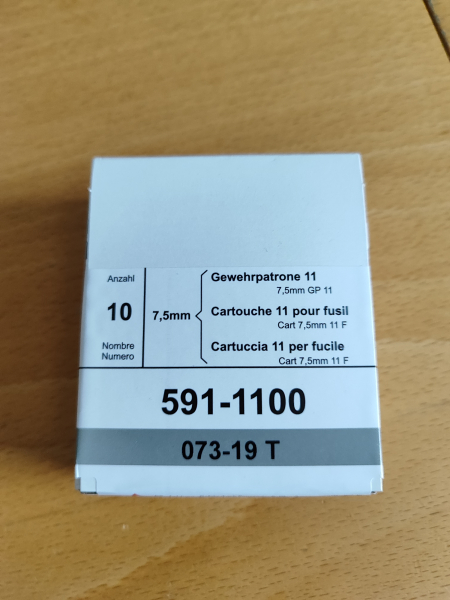 Anzahl
10
Nombre
Numero
7,5mm
Gewehrpatrone 11
7,5mm GP 11
Cartouche 11 pour fusil
Cart 7,5mm 11 F
Cartuccia 11 per fucile
Cart 7,5mm 11 F
591-1100
073-19 T